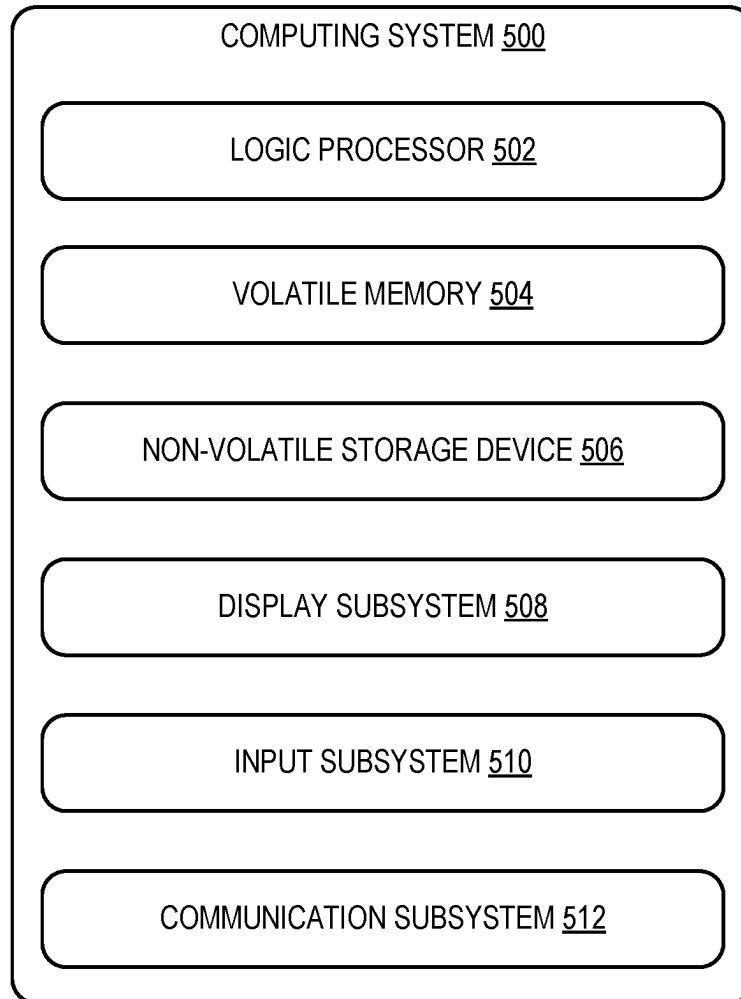 COMPUTING SYSTEM 500
LOGIC PROCESSOR 502
VOLATILE MEMORY 504
NON-VOLATILE STORAGE DEVICE 506
DISPLAY SUBSYSTEM 508
INPUT SUBSYSTEM 510
COMMUNICATION SUBSYSTEM 512